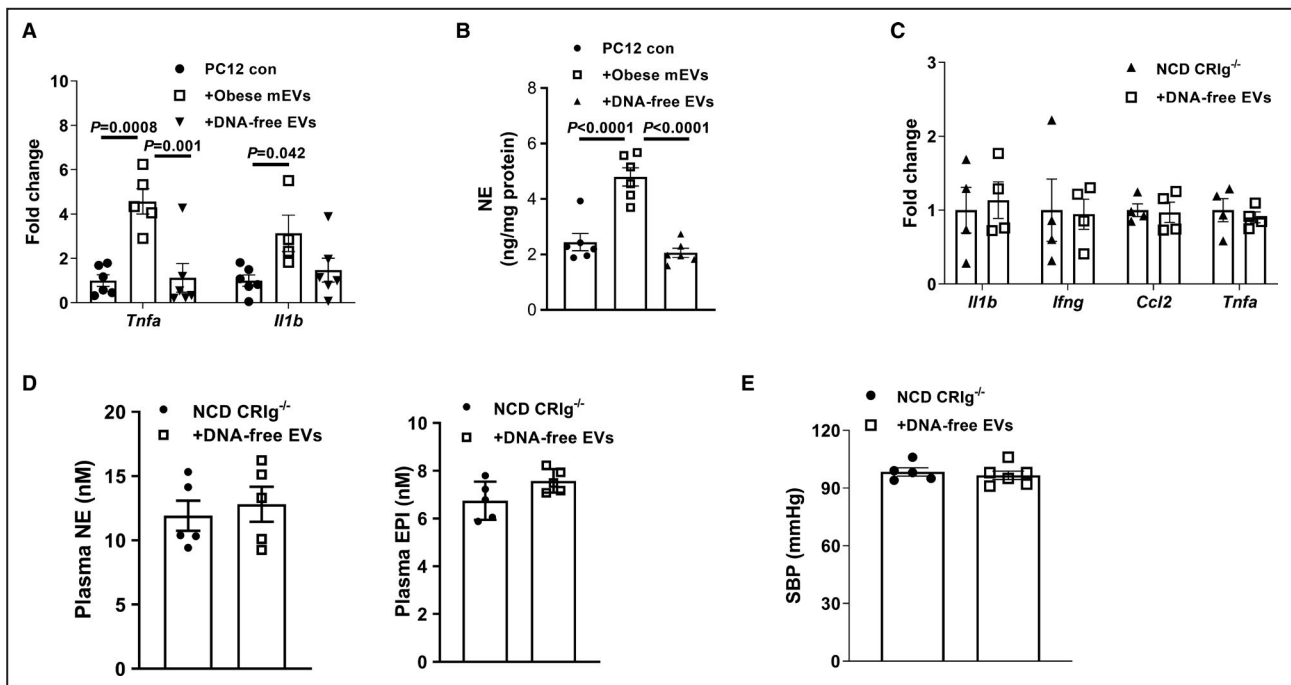 A
PC12 con
+Obese mEVs
+DNA-free EVs
P=0.0008
P=0.001
P=0.042
Fold change
10
8
6
4
2
0
Tnfa
Il1b
B
PC12 con
+Obese mEVs
+DNA-free EVs
P<0.0001
P<0.0001
NE
(ng/mg protein)
8
6
4
2
0
C
NCD CRIg-/-
+DNA-free EVs
Fold change
3
2
1
0
Il1b
Ifng
Ccl2
Tnfa
D
NCD CRIg-/-
+DNA-free EVs
Plasma NE (nM)
20
15
10
5
0
NCD CRIg-/-
+DNA-free EVs
Plasma EPI (nM)
10
8
6
4
2
0
E
NCD CRIg-/-
+DNA-free EVs
SBP (mmHg)
120
90
60
30
0